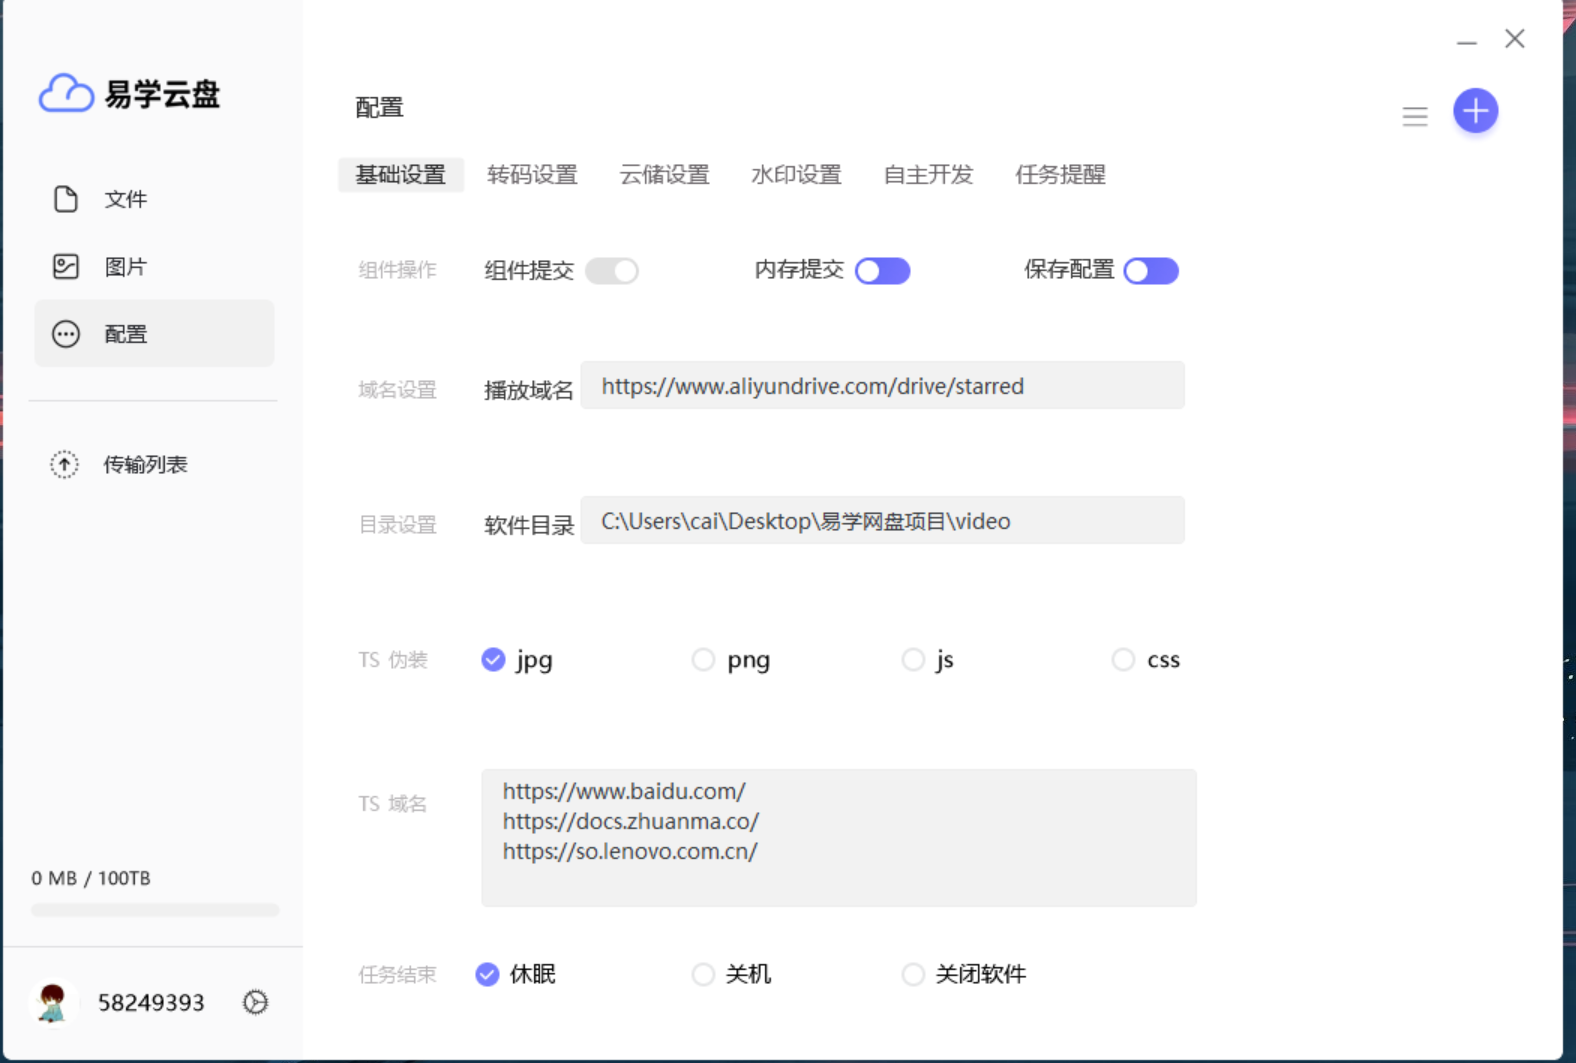 易学云盘
文件
图片
配置
传输列表
0 MB / 100TB
58249393
配置
基础设置 转码设置 云储设置 水印设置 自主开发 任务提醒
组件操作 组件提交 内存提交 保存配置
域名设置 播放域名 https://www.aliyundrive.com/drive/starred
目录设置 软件目录 C:\Users\cai\Desktop\易学网盘项目\video
TS 伪装 jpg png js css
TS 域名
https://www.baidu.com/
https://docs.zhuanma.co/
https://so.lenovo.com.cn/
任务结束 休眠 关机 关闭软件